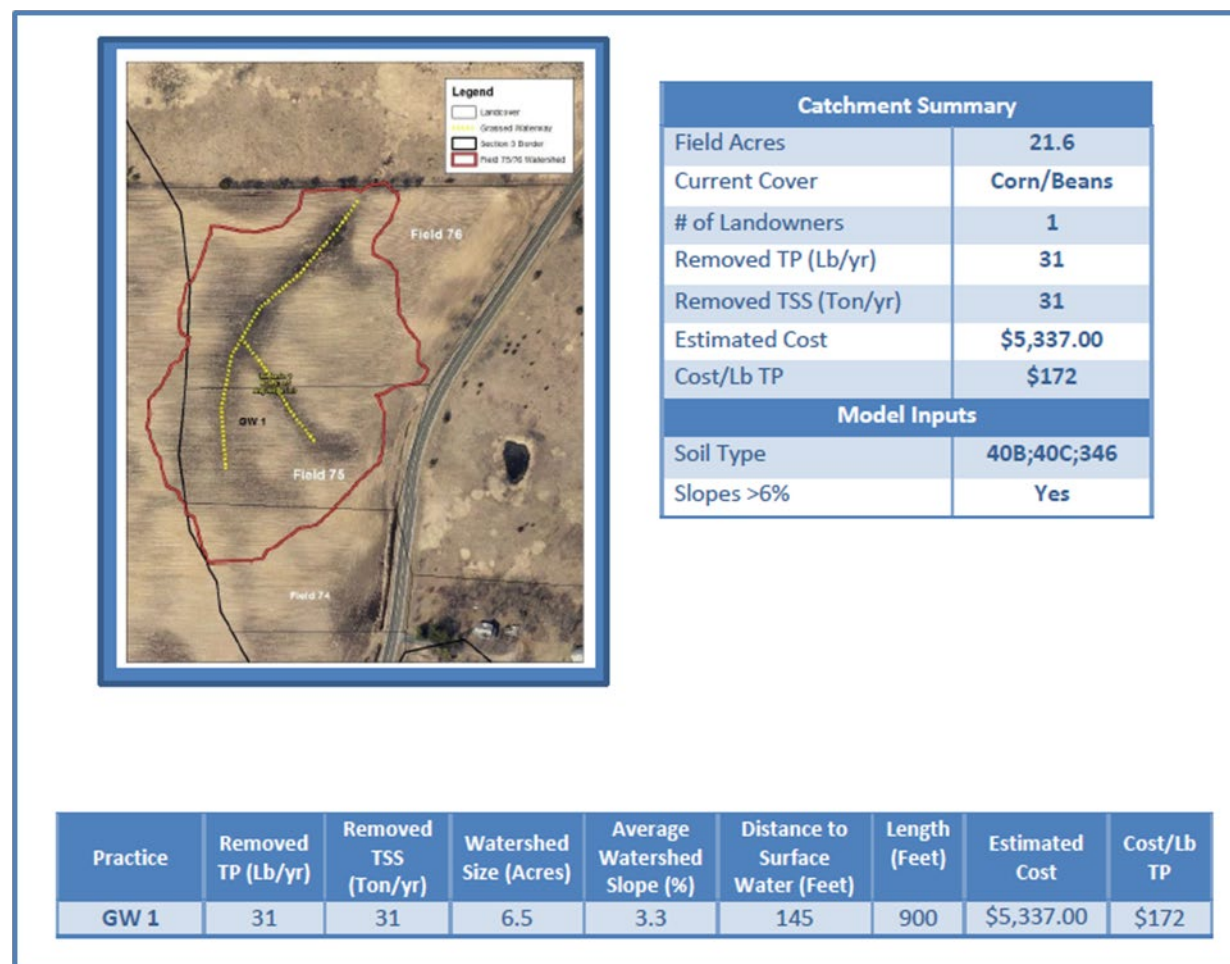 Legend
Landcover
Grassed Waterway
Section 3 Border
Field 75/76 Watershed
Field 76
GW 1
Field 75
Field 74
Catchment Summary
Field Acres 21.6
Current Cover Corn/Beans
# of Landowners 1
Removed TP (Lb/yr) 31
Removed TSS (Ton/yr) 31
Estimated Cost $5,337.00
Cost/Lb TP $172
Model Inputs
Soil Type 40B;40C;346
Slopes >6% Yes
Practice Removed TP (Lb/yr) Removed TSS (Ton/yr) Watershed Size (Acres) Average Watershed Slope (%) Distance to Surface Water (Feet) Length (Feet) Estimated Cost Cost/Lb TP
GW 1 31 31 6.5 3.3 145 900 $5,337.00 $172